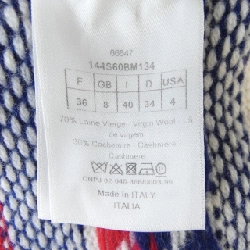 144S60BM134
F GB I D USA
36 8 40 34 4
70% Laine Vierge - Virgin Wool
30% Cachemire - Cashmere
Cashmere
Made in ITALY
ITALIA